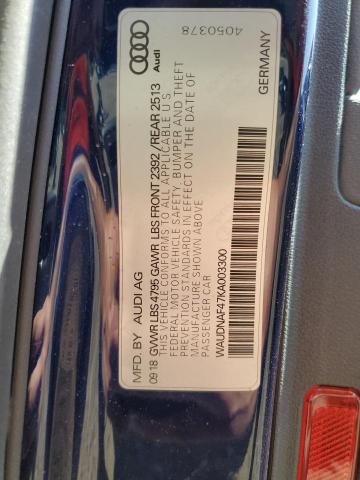 MFD. BY AUDI AG
Audi
09 18 GVWR LBS 4795 GAWR LBS FRONT 2392 / REAR 2513
THIS VEHICLE CONFORMS TO ALL APPLICABLE U S
FEDERAL MOTOR VEHICLE SAFETY, BUMPER AND THEFT
PREVENTION STANDARDS IN EFFECT ON THE DATE OF
MANUFACTURE SHOWN ABOVE
PASSENGER CAR
4050378
WAUDNAF47KA003300
GERMANY